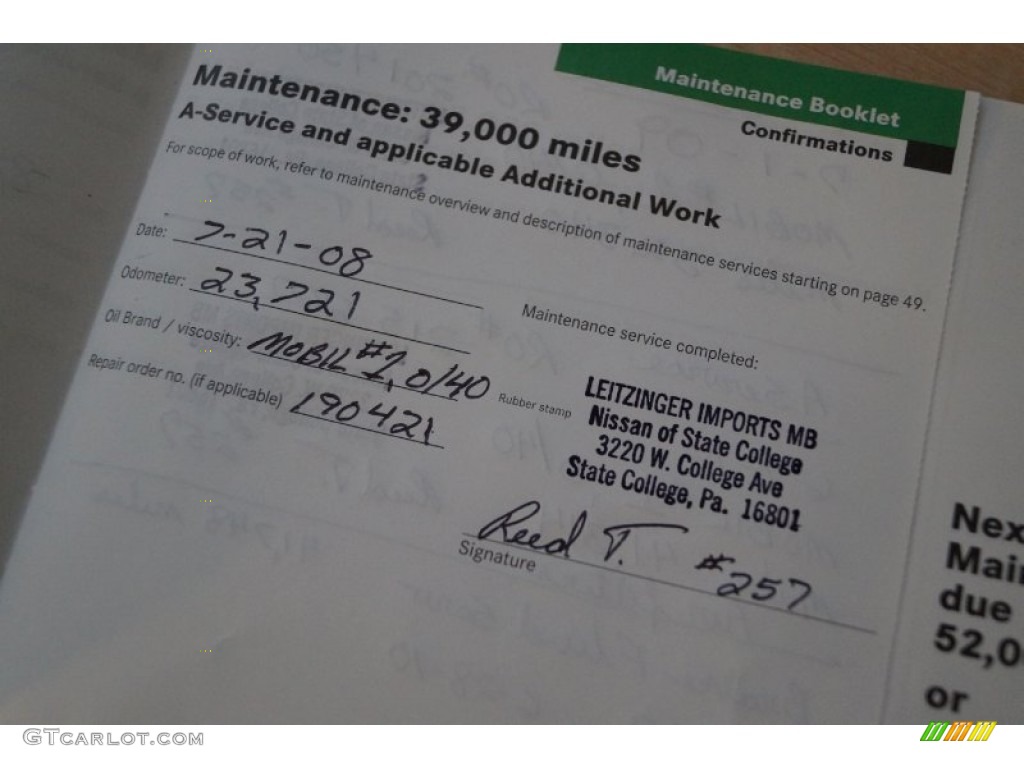 Maintenance Booklet
Confirmations
Maintenance: 39,000 miles
A-Service and applicable Additional Work
For scope of work, refer to maintenance overview and description of maintenance services starting on page 49.
Date: 7-21-08
Odometer: 23,721
Oil Brand / viscosity: MOBIL #1, 0/40
Repair order no. (if applicable) 190421
Maintenance service completed:
Rubber stamp
LEITZINGER IMPORTS MB
Nissan of State College
3220 W. College Ave
State College, Pa. 16801
Reed T. #257
Signature
Nex
Mai
due
52,0
or
GTCARLOT.COM